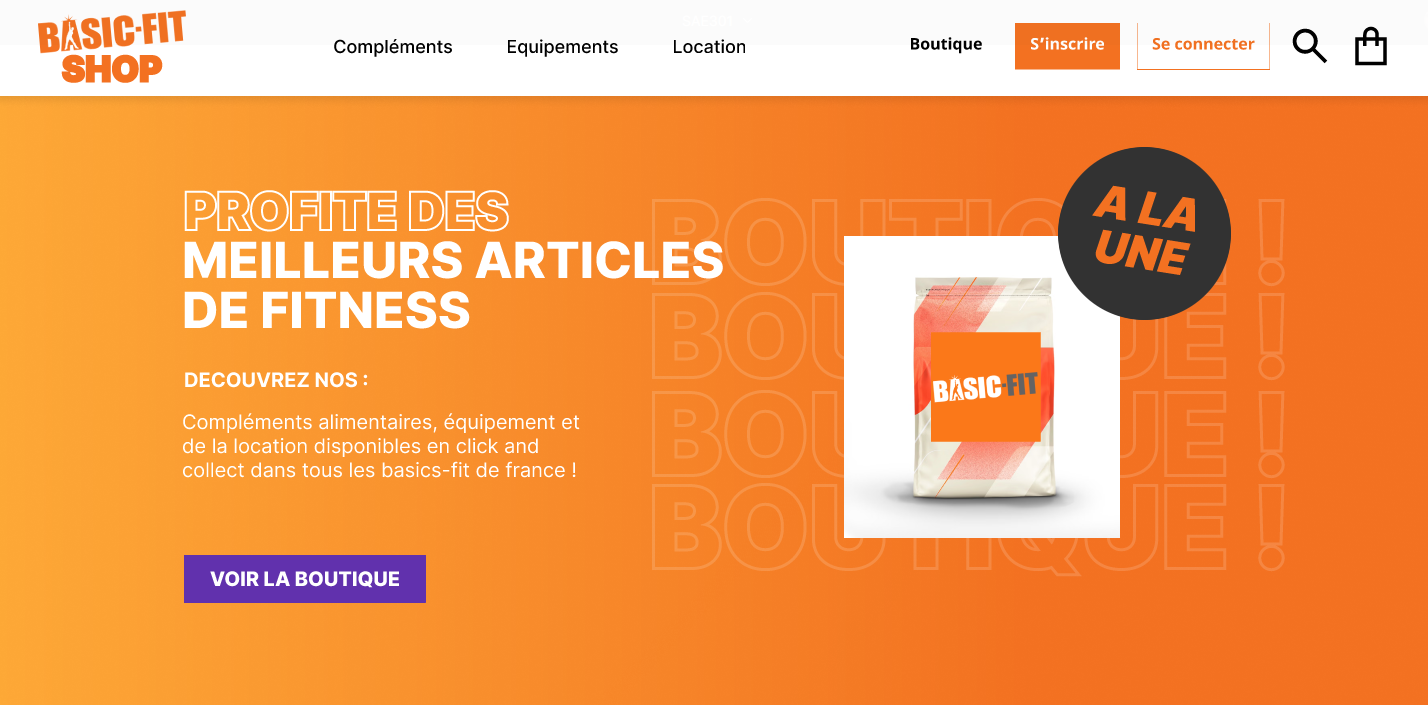 BASIC-FIT
SHOP
Compléments
Equipements
Location
Boutique
S'inscrire
Se connecter
PROFITE DES
MEILLEURS ARTICLES
DE FITNESS
DECOUVREZ NOS :
Compléments alimentaires, équipement et
de la location disponibles en click and
collect dans tous les basics-fit de france !
VOIR LA BOUTIQUE
BOUTIQUE !
BOUTIQUE !
BOUTIQUE !
BOUTIQUE !
A LA
UNE
BASIC-FIT